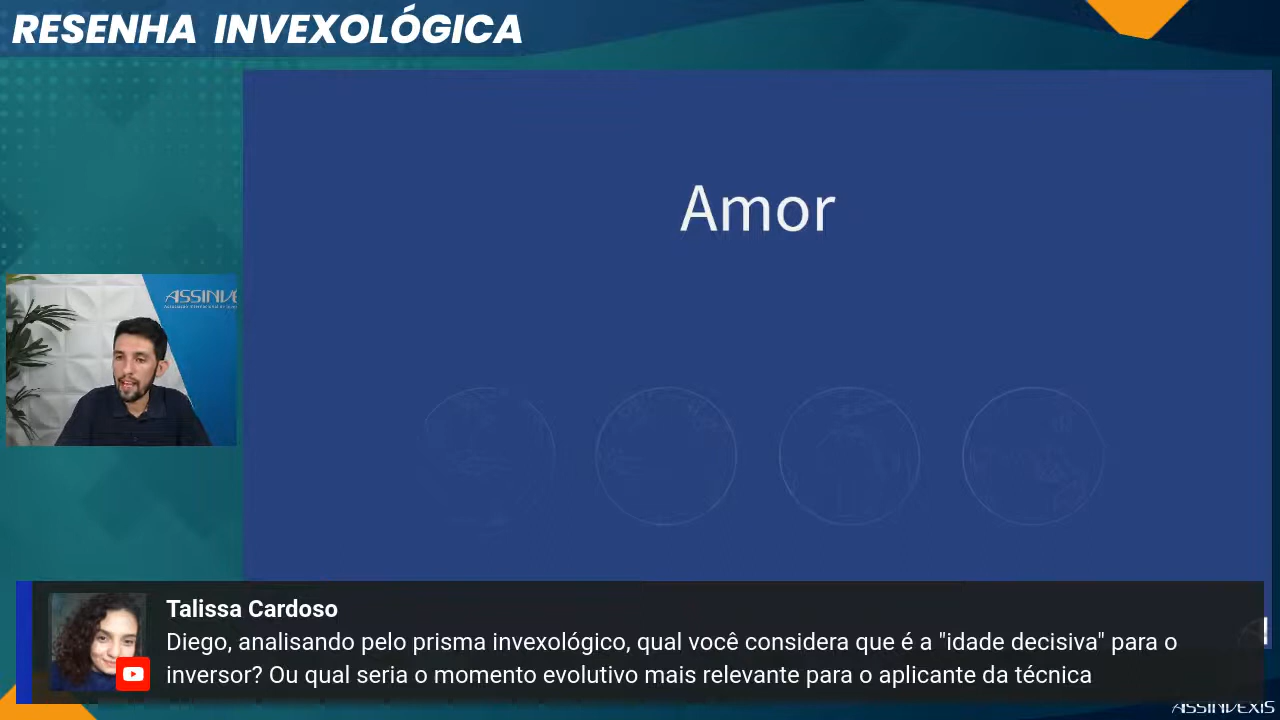 RESENHA INVEXOLÓGICA
Amor
ASSINVE
Talissa Cardoso
Diego, analisando pelo prisma invexológico, qual você considera que é a "idade decisiva" para o
inversor? Ou qual seria o momento evolutivo mais relevante para o aplicante da técnica
ASSINVEXIS